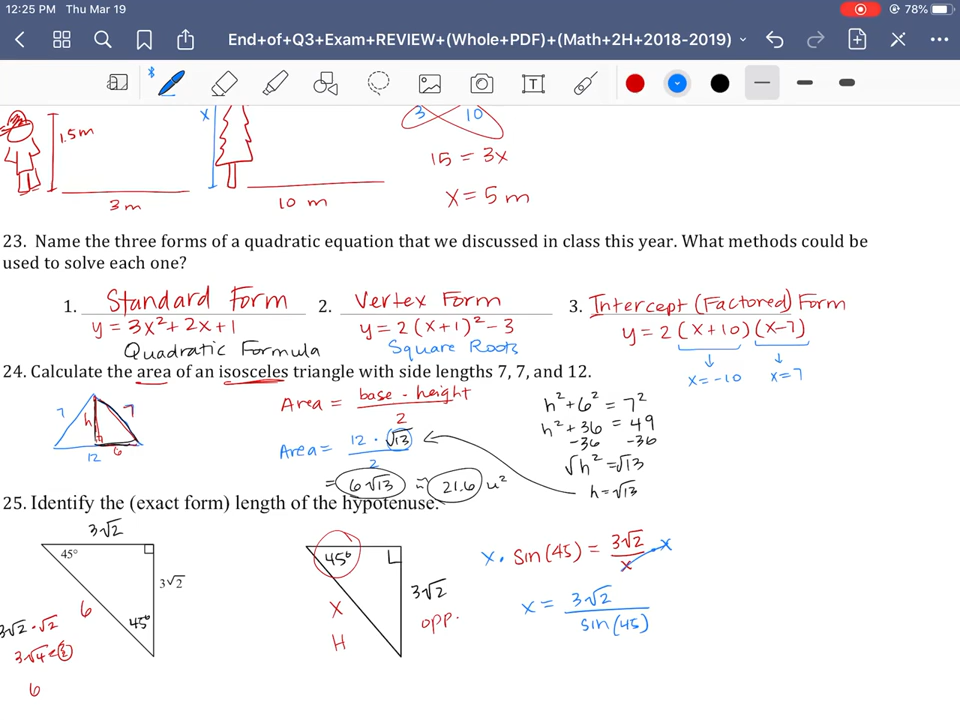 12:25 PM Thu Mar 19
78%
End+of+Q3+Exam+REVIEW+(Whole+PDF)+(Math+2H+2018-2019)
T
1.5m
3 m
x
10 m
3 10
15 = 3x
x = 5 m
23. Name the three forms of a quadratic equation that we discussed in class this year. What methods could be
used to solve each one?
1. Standard Form 2. Vertex Form 3. Intercept (Factored) Form
y = 3x² + 2x + 1 y = 2(x+1)² - 3 y = 2(x+10)(x-7)
Quadratic Formula Square Roots
x = -10 x = 7
24. Calculate the area of an isosceles triangle with side lengths 7, 7, and 12.
7 h 7
12 6
Area = base · height / 2
Area = 12 · √13 / 2
= 6√13 ≈ 21.6 u²
h² + 6² = 7²
h² + 36 = 49
-36 -36
√h² = √13
h = √13
25. Identify the (exact form) length of the hypotenuse.
3√2
45°
3√2
6
45°
3√2 · √2
3√4
6
45°
3√2
opp.
X
H
x · sin(45) = 3√2 / x · x
x = 3√2 / sin(45)